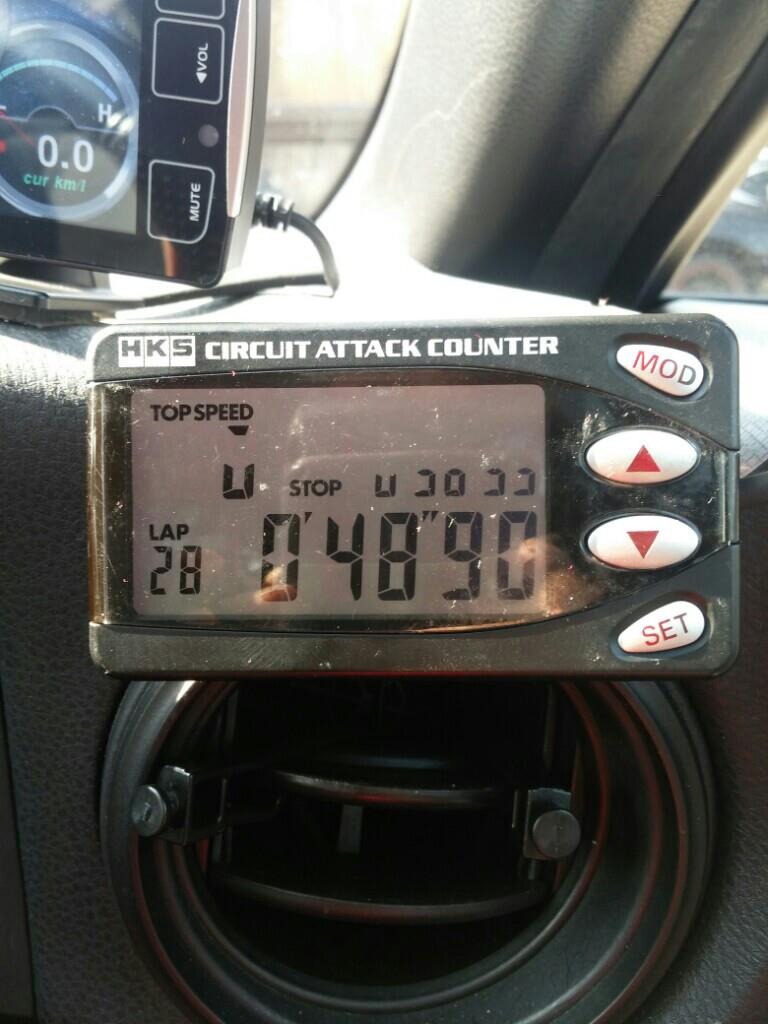 VOL
H
0.0
cur km/l
MUTE
HKS CIRCUIT ATTACK COUNTER
MOD
TOP SPEED
STOP
LAP
28 0'48"90
SET